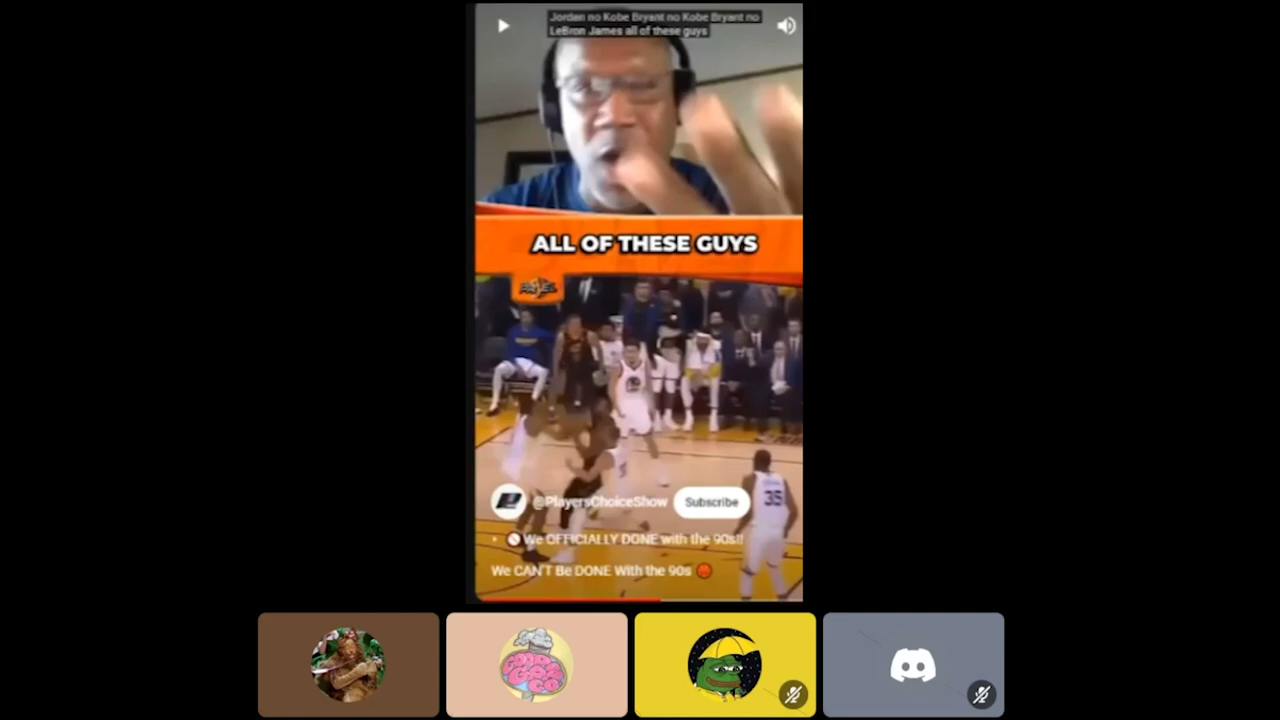 Jordan no Kobe Bryant no Kobe Bryant no
LeBron James all of these guys
ALL OF THESE GUYS
@PlayersChoiceShow
Subscribe
We OFFICIALLY DONE with the 90s!!
We CAN'T Be DONE With the 90s
35